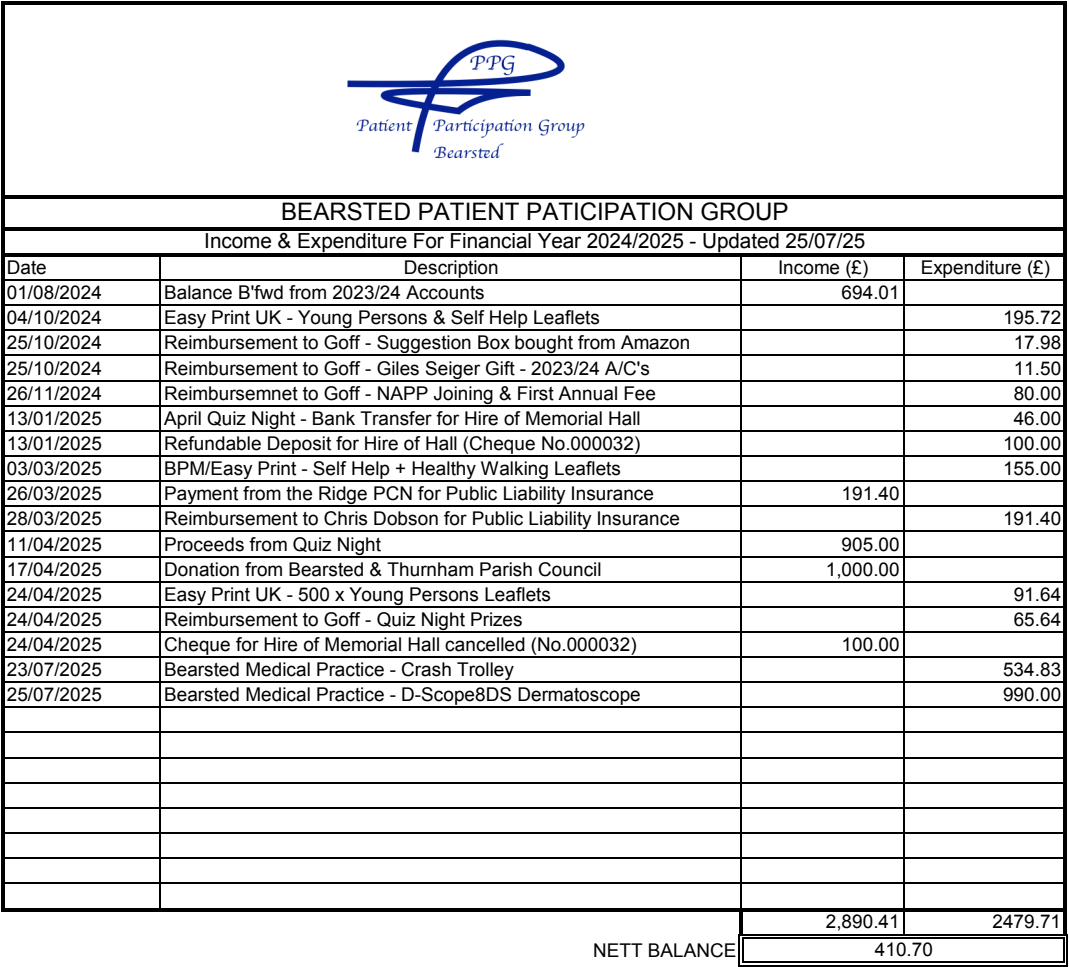 PPG
Patient Participation Group
Bearsted
BEARSTED PATIENT PATICIPATION GROUP
Income & Expenditure For Financial Year 2024/2025 - Updated 25/07/25
Date Description Income (£) Expenditure (£)
01/08/2024 Balance B'fwd from 2023/24 Accounts 694.01
04/10/2024 Easy Print UK - Young Persons & Self Help Leaflets 195.72
25/10/2024 Reimbursement to Goff - Suggestion Box bought from Amazon 17.98
25/10/2024 Reimbursement to Goff - Giles Seiger Gift - 2023/24 A/C's 11.50
26/11/2024 Reimbursemnet to Goff - NAPP Joining & First Annual Fee 80.00
13/01/2025 April Quiz Night - Bank Transfer for Hire of Memorial Hall 46.00
13/01/2025 Refundable Deposit for Hire of Hall (Cheque No.000032) 100.00
03/03/2025 BPM/Easy Print - Self Help + Healthy Walking Leaflets 155.00
26/03/2025 Payment from the Ridge PCN for Public Liability Insurance 191.40
28/03/2025 Reimbursement to Chris Dobson for Public Liability Insurance 191.40
11/04/2025 Proceeds from Quiz Night 905.00
17/04/2025 Donation from Bearsted & Thurnham Parish Council 1,000.00
24/04/2025 Easy Print UK - 500 x Young Persons Leaflets 91.64
24/04/2025 Reimbursement to Goff - Quiz Night Prizes 65.64
24/04/2025 Cheque for Hire of Memorial Hall cancelled (No.000032) 100.00
23/07/2025 Bearsted Medical Practice - Crash Trolley 534.83
25/07/2025 Bearsted Medical Practice - D-Scope8DS Dermatoscope 990.00
2,890.41 2479.71
NETT BALANCE 410.70